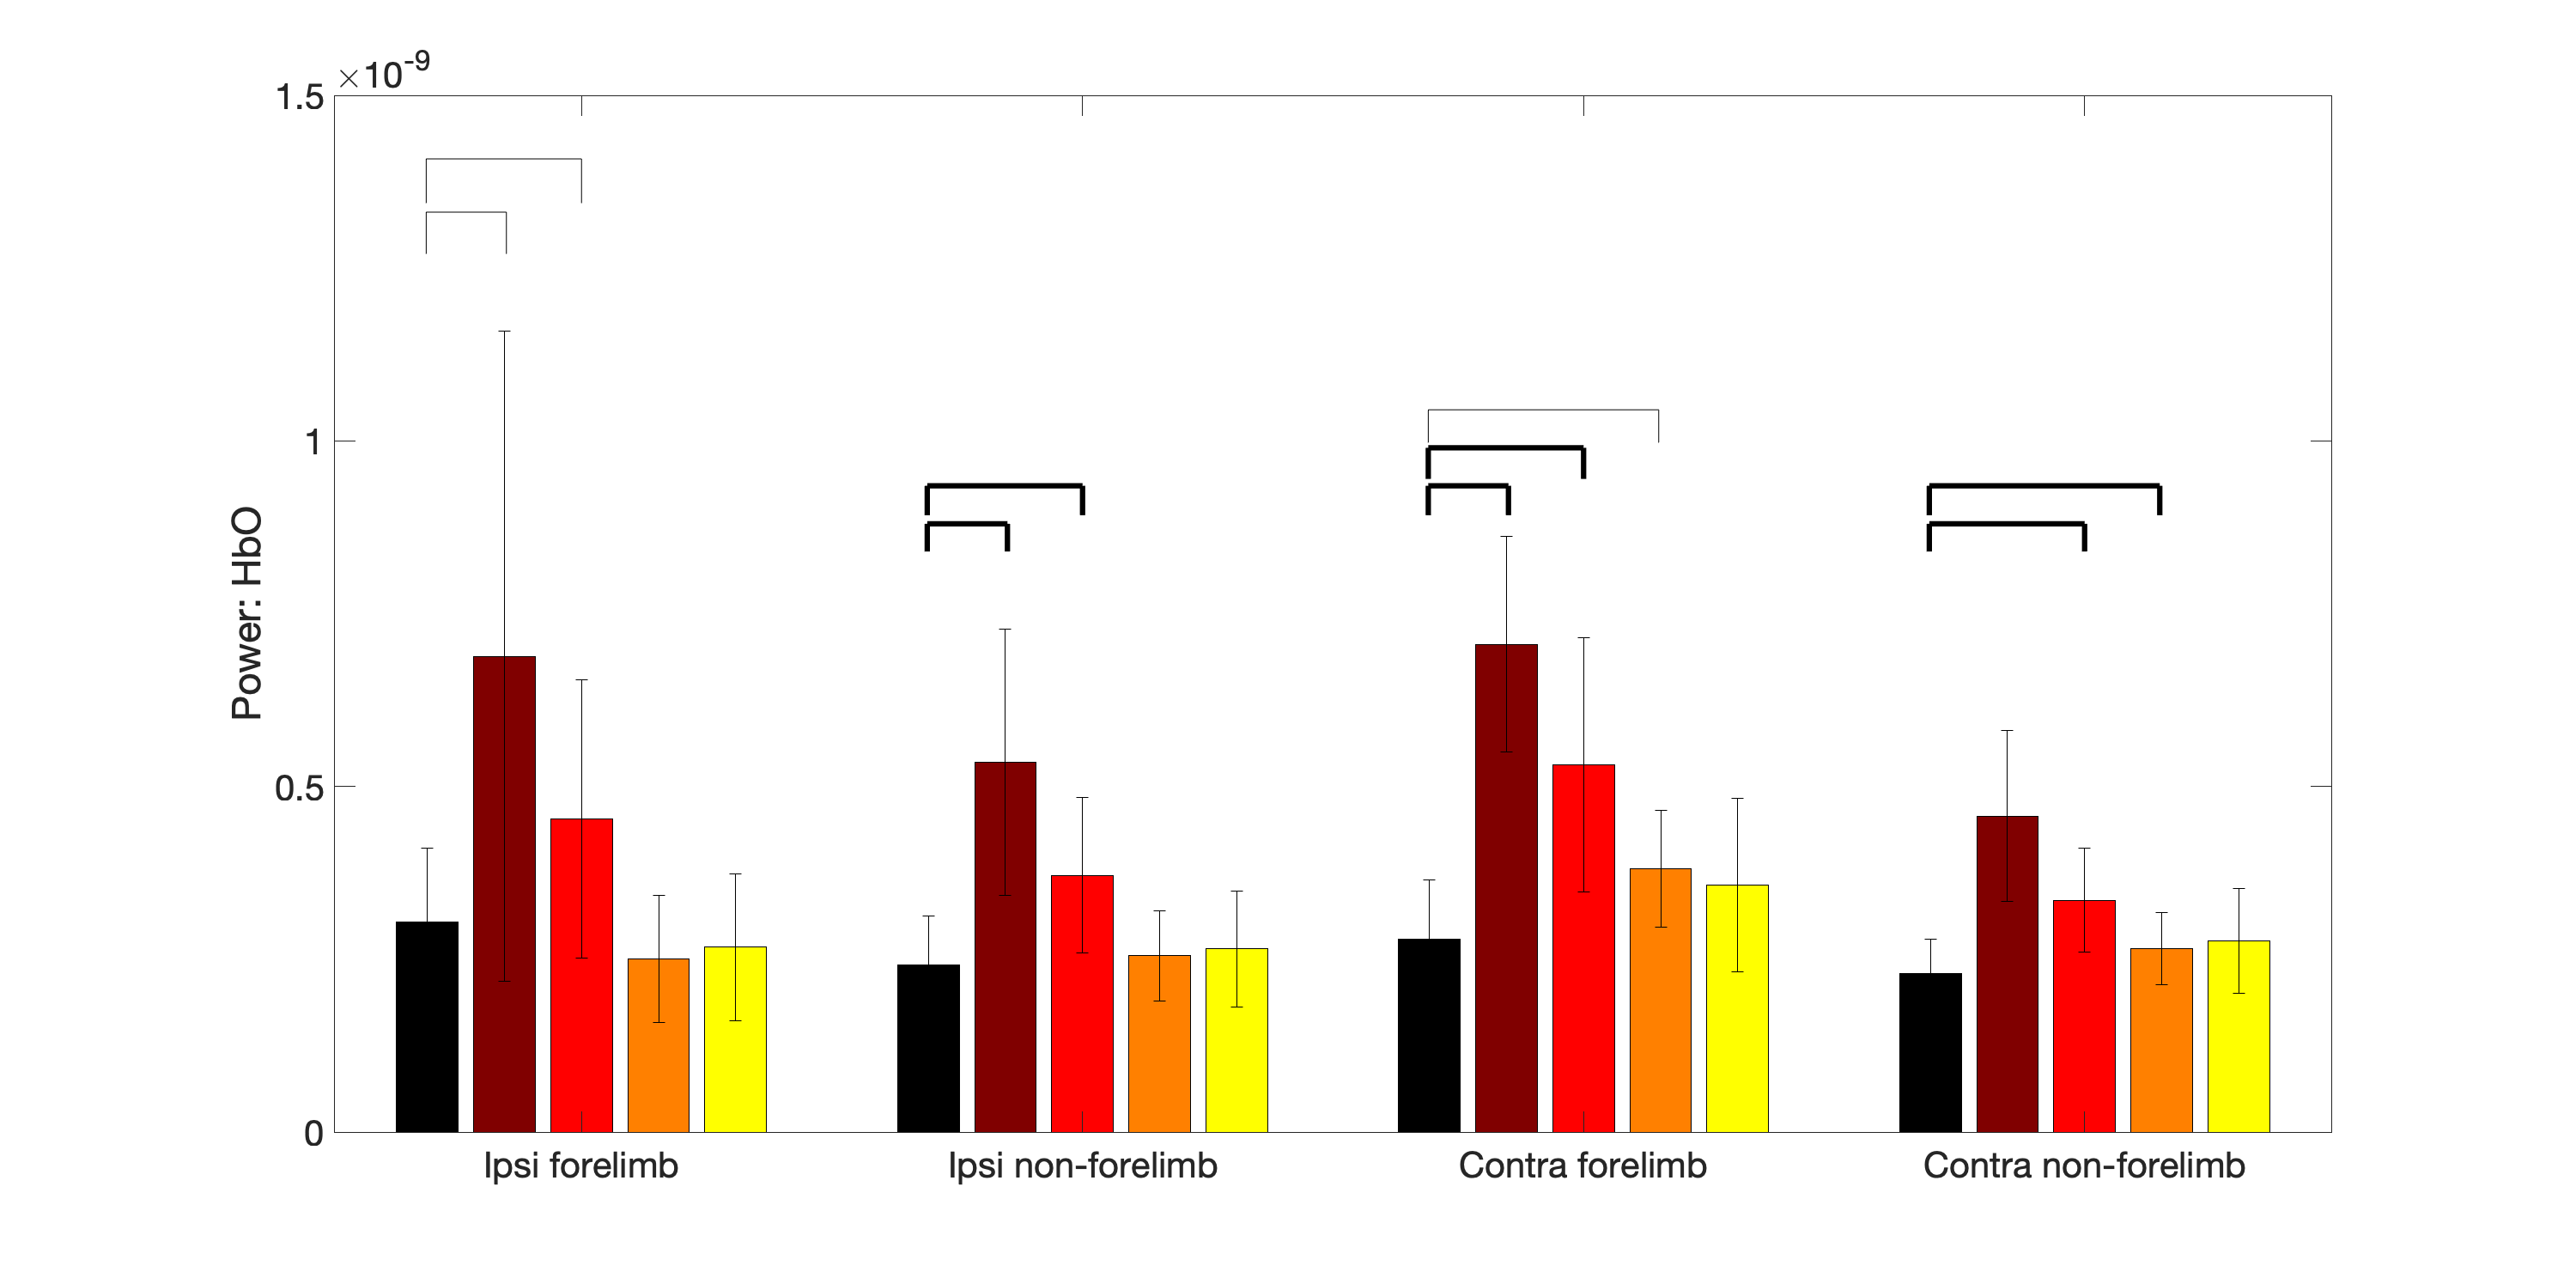 ×10-9
1.5
1
0.5
0
Power: HbO
Ipsi forelimb
Ipsi non-forelimb
Contra forelimb
Contra non-forelimb